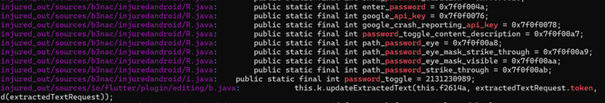 injured_out/sources/b3nac/injuredandroid/R.java:        public static final int enter_password = 0x7f0f004a;
injured_out/sources/b3nac/injuredandroid/R.java:        public static final int google_api_key = 0x7f0f0076;
injured_out/sources/b3nac/injuredandroid/R.java:        public static final int google_crash_reporting_api_key = 0x7f0f0078;
injured_out/sources/b3nac/injuredandroid/R.java:        public static final int password_toggle_content_description = 0x7f0f00a7;
injured_out/sources/b3nac/injuredandroid/R.java:        public static final int path_password_eye = 0x7f0f00a8;
injured_out/sources/b3nac/injuredandroid/R.java:        public static final int path_password_eye_mask_strike_through = 0x7f0f00a9;
injured_out/sources/b3nac/injuredandroid/R.java:        public static final int path_password_eye_mask_visible = 0x7f0f00aa;
injured_out/sources/b3nac/injuredandroid/R.java:        public static final int path_password_strike_through = 0x7f0f00ab;
injured_out/sources/b3nac/injuredandroid/R.java:    public static final int password_toggle = 2131230989;
injured_out/sources/io/flutter/plugin/editing/b.java:            this.k.updateExtractedText(this.f2614a, extractedTextRequest.token,
d(extractedTextRequest));